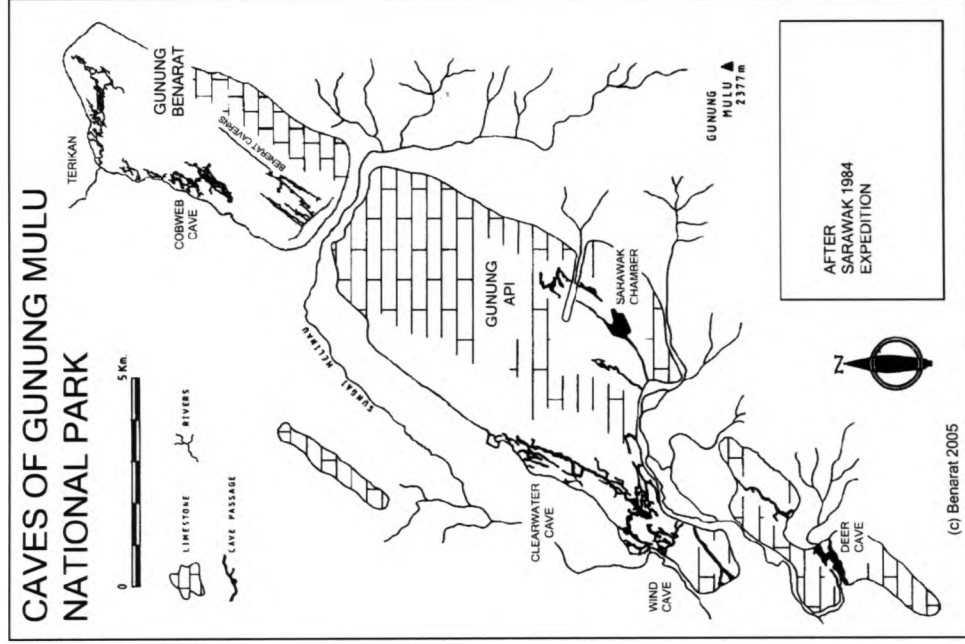 CAVES OF GUNUNG MULU
NATIONAL PARK
0
5 Km.
LIMESTONE
RIVERS
CAVE PASSAGE
TERIKAN
COBWEB
CAVE
GUNUNG
BENARAT
BENERAT CAVERNS
SUNGAI MELINAU
GUNUNG
API
GUNUNG
MULU
2377m
SARAWAK
CHAMBER
CLEARWATER
CAVE
WIND
CAVE
DEER
CAVE
N
AFTER
SARAWAK 1984
EXPEDITION
(c) Benarat 2005